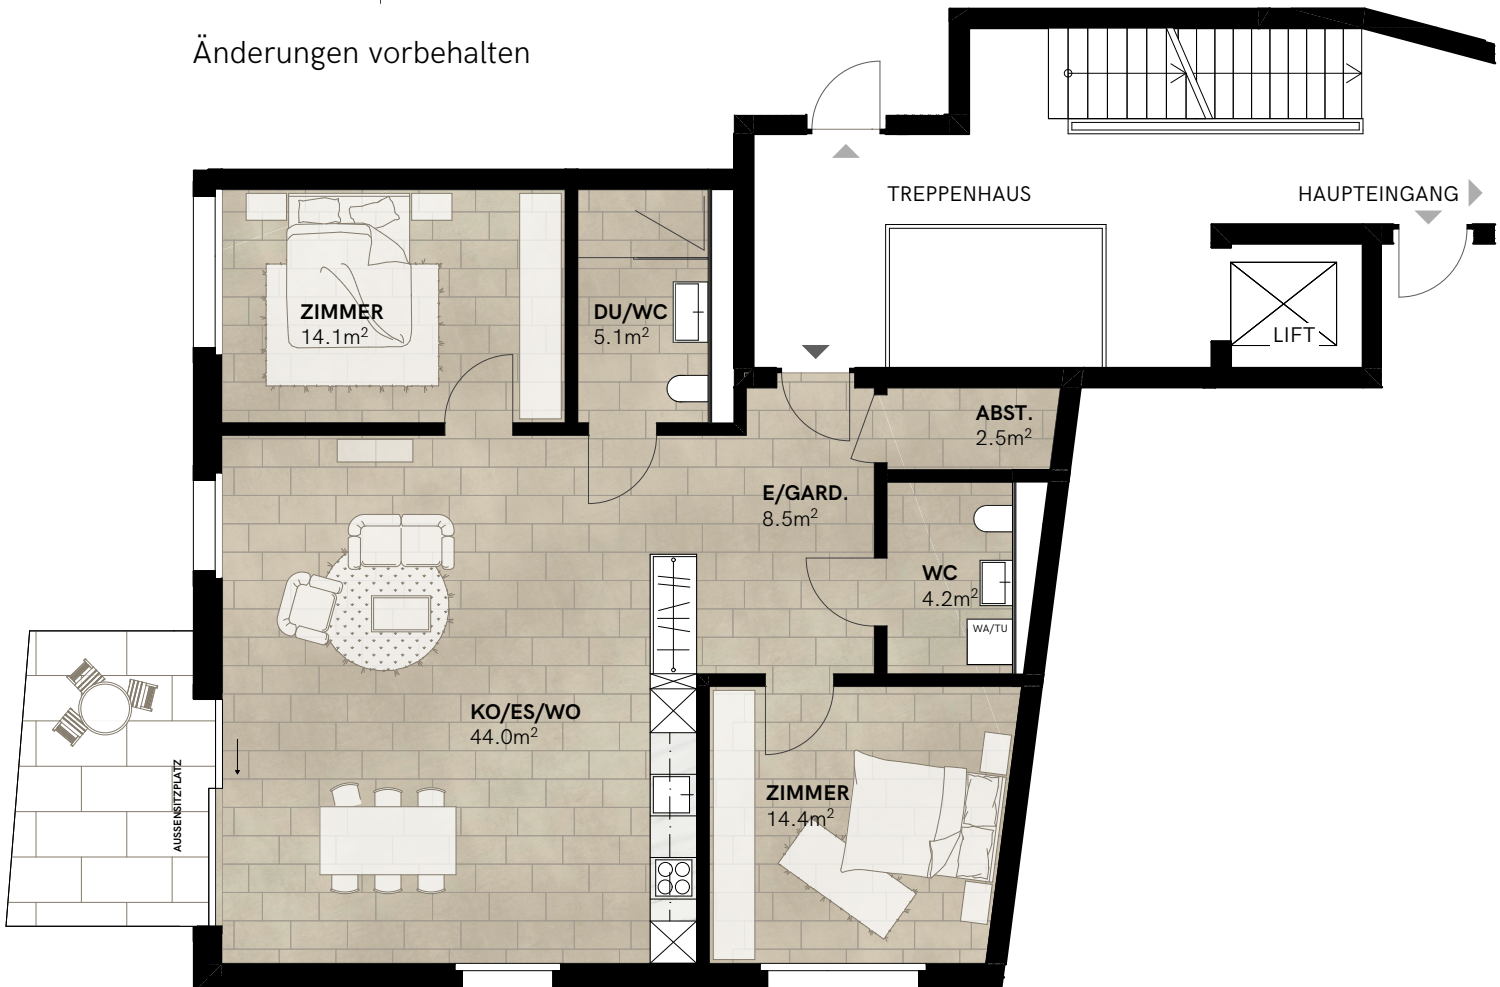 Änderungen vorbehalten
TREPPENHAUS
HAUPTEINGANG
LIFT
ZIMMER
14.1m²
DU/WC
5.1m²
ABST.
2.5m²
E/GARD.
8.5m²
WC
4.2m²
WA/TU
KO/ES/WO
44.0m²
AUSSENSITZPLATZ
ZIMMER
14.4m²